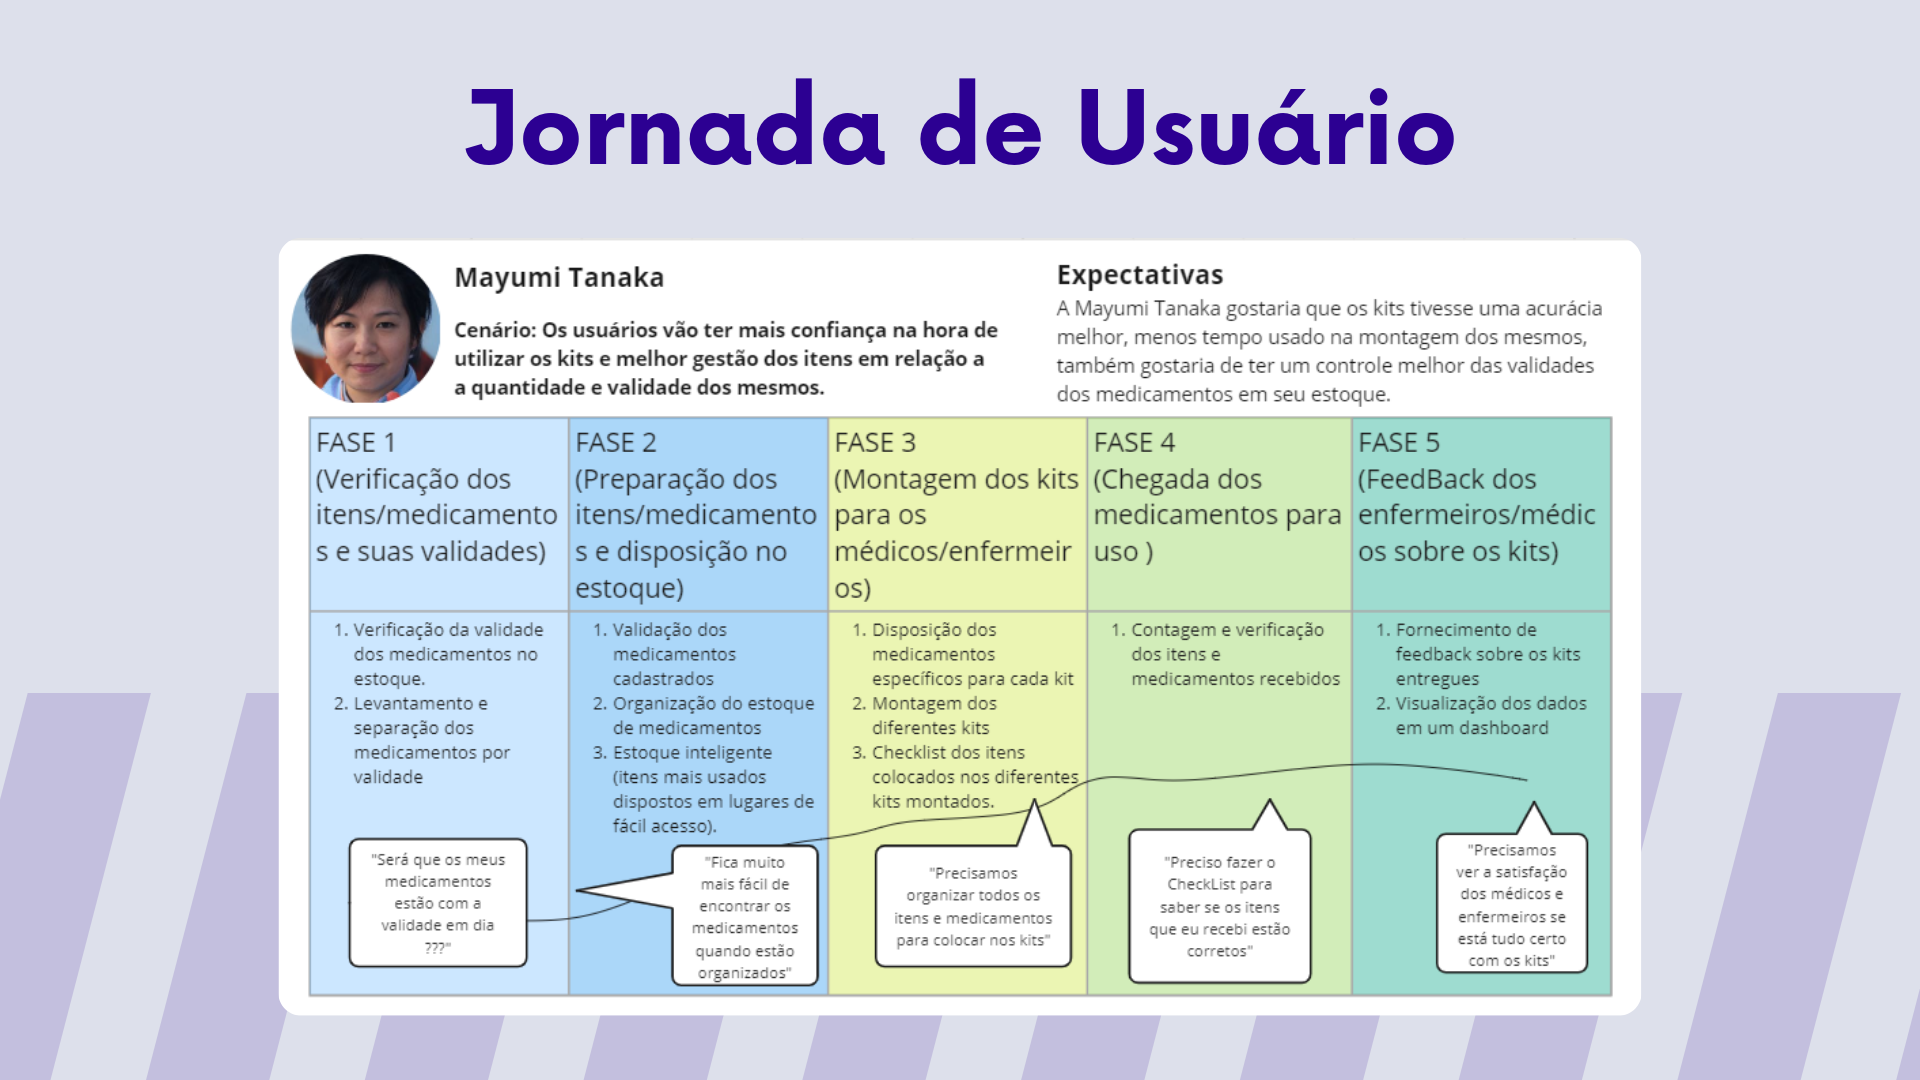 Jornada de Usuário
Mayumi Tanaka
Cenário: Os usuários vão ter mais confiança na hora de
utilizar os kits e melhor gestão dos itens em relação a
a quantidade e validade dos mesmos.
Expectativas
A Mayumi Tanaka gostaria que os kits tivesse uma acurácia
melhor, menos tempo usado na montagem dos mesmos,
também gostaria de ter um controle melhor das validades
dos medicamentos em seu estoque.
FASE 1
(Verificação dos
itens/medicamento
s e suas validades)
FASE 2
(Preparação dos
itens/medicamento
s e disposição no
estoque)
FASE 3
(Montagem dos kits
para os
médicos/enfermeir
os)
FASE 4
(Chegada dos
medicamentos para
uso )
FASE 5
(FeedBack dos
enfermeiros/médic
os sobre os kits)
1. Verificação da validade
dos medicamentos no
estoque.
2. Levantamento e
separação dos
medicamentos por
validade
1. Validação dos
medicamentos
cadastrados
2. Organização do estoque
de medicamentos
3. Estoque inteligente
(itens mais usados
dispostos em lugares de
fácil acesso).
1. Disposição dos
medicamentos
específicos para cada kit
2. Montagem dos
diferentes kits
3. Checklist dos itens
colocados nos diferentes
kits montados.
1. Contagem e verificação
dos itens e
medicamentos recebidos
1. Fornecimento de
feedback sobre os kits
entregues
2. Visualização dos dados
em um dashboard
"Será que os meus
medicamentos
estão com a
validade em dia
???"
"Fica muito
mais fácil de
encontrar os
medicamentos
quando estão
organizados"
"Precisamos
organizar todos os
itens e medicamentos
para colocar nos kits"
"Preciso fazer o
CheckList para
saber se os itens
que eu recebi estão
corretos"
"Precisamos
ver a satisfação
dos médicos e
enfermeiros se
está tudo certo
com os kits"